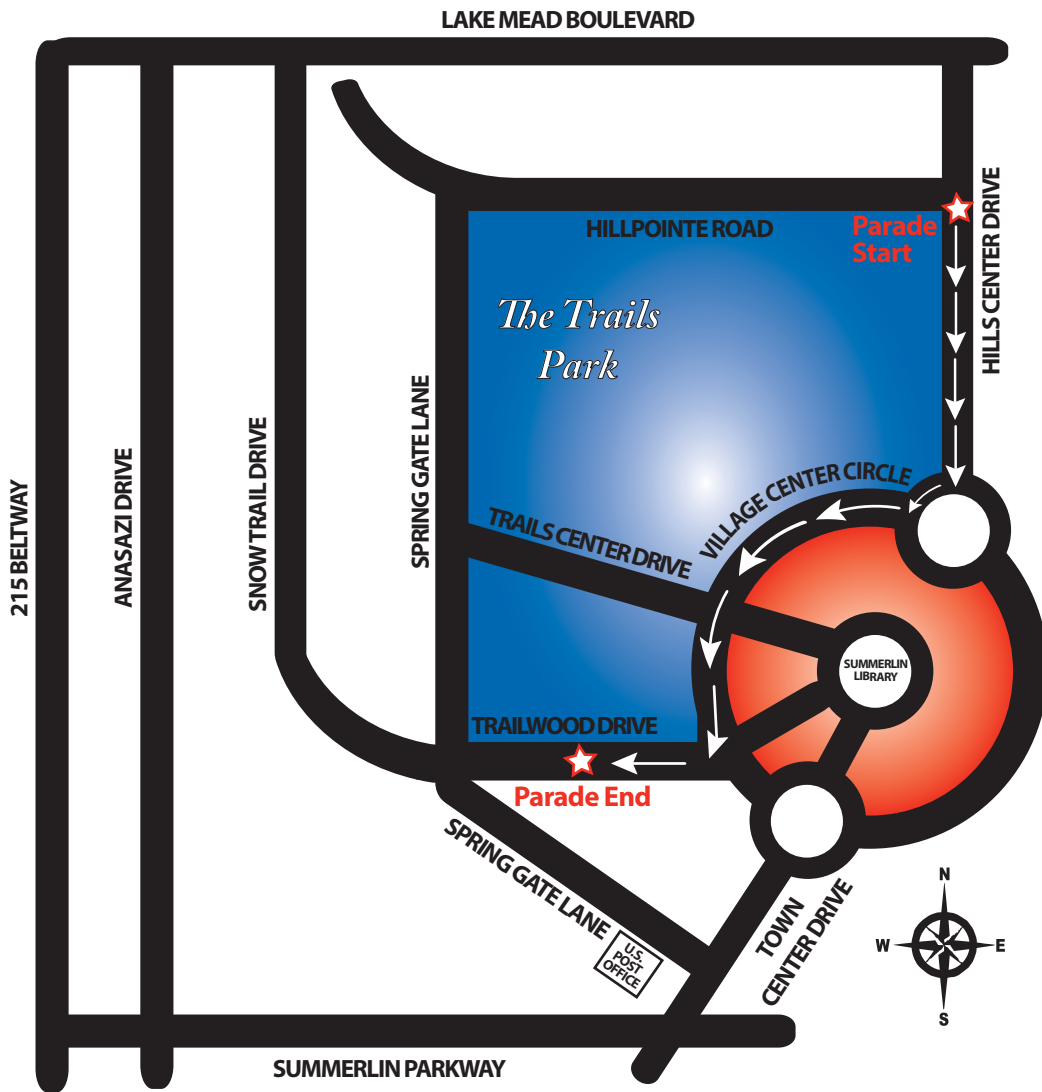 LAKE MEAD BOULEVARD
HILLS CENTER DRIVE
HILLPOINTE ROAD
Parade
Start
The Trails
Park
215 BELTWAY
ANASAZI DRIVE
SNOW TRAIL DRIVE
SPRING GATE LANE
TRAILS CENTER DRIVE
VILLAGE CENTER CIRCLE
SUMMERLIN
LIBRARY
TRAILWOOD DRIVE
Parade End
SPRING GATE LANE
U.S.
POST
OFFICE
TOWN
CENTER DRIVE
N
W
E
S
SUMMERLIN PARKWAY